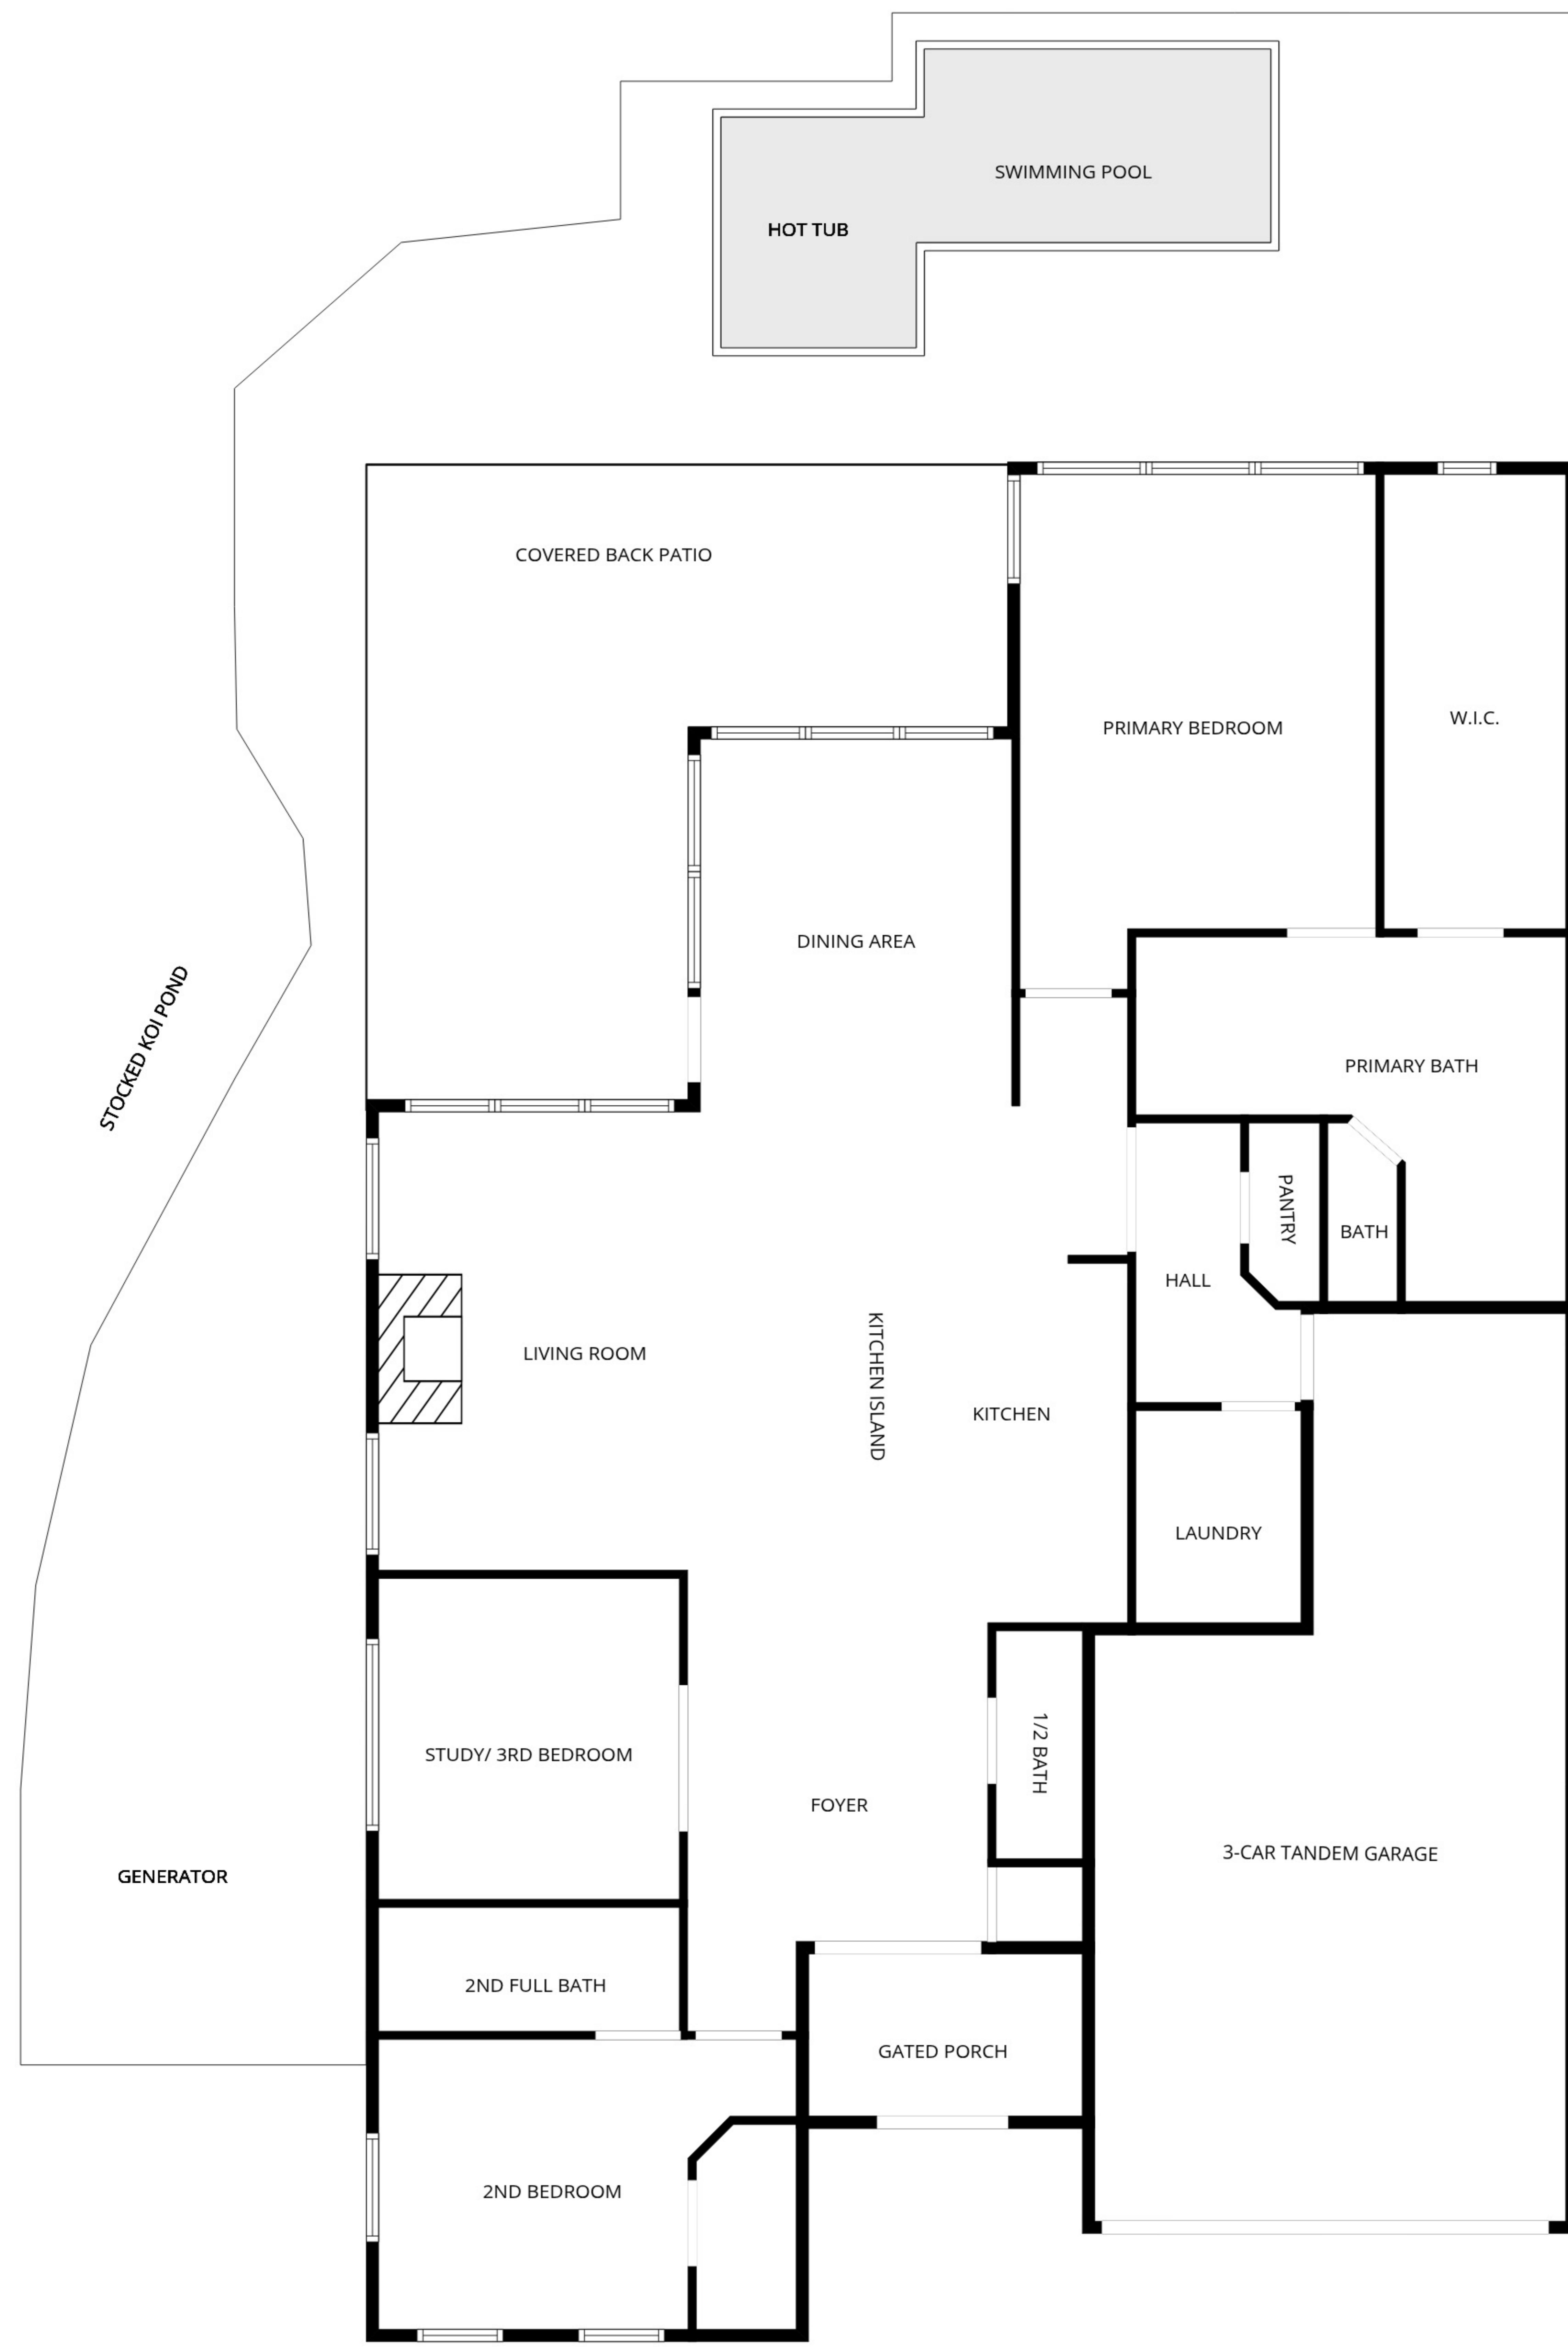 SWIMMING POOL
HOT TUB
COVERED BACK PATIO
PRIMARY BEDROOM
W.I.C.
DINING AREA
STOCKED KOI POND
PRIMARY BATH
PANTRY
BATH
HALL
LIVING ROOM
KITCHEN ISLAND
KITCHEN
LAUNDRY
STUDY/ 3RD BEDROOM
1/2 BATH
FOYER
3-CAR TANDEM GARAGE
GENERATOR
2ND FULL BATH
GATED PORCH
2ND BEDROOM